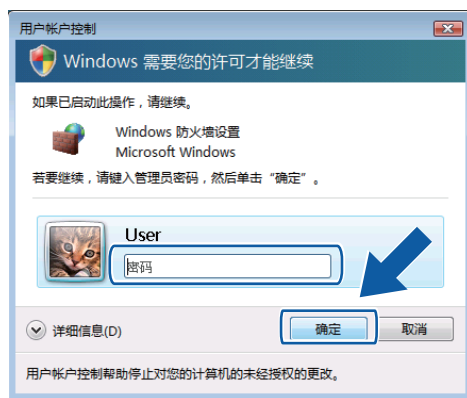 用户帐户控制
Windows 需要您的许可才能继续
如果已启动此操作，请继续。
Windows 防火墙设置
Microsoft Windows
若要继续，请键入管理员密码，然后单击“确定”。
User
密码
详细信息(D)
确定
取消
用户帐户控制帮助停止对您的计算机的未经授权的更改。